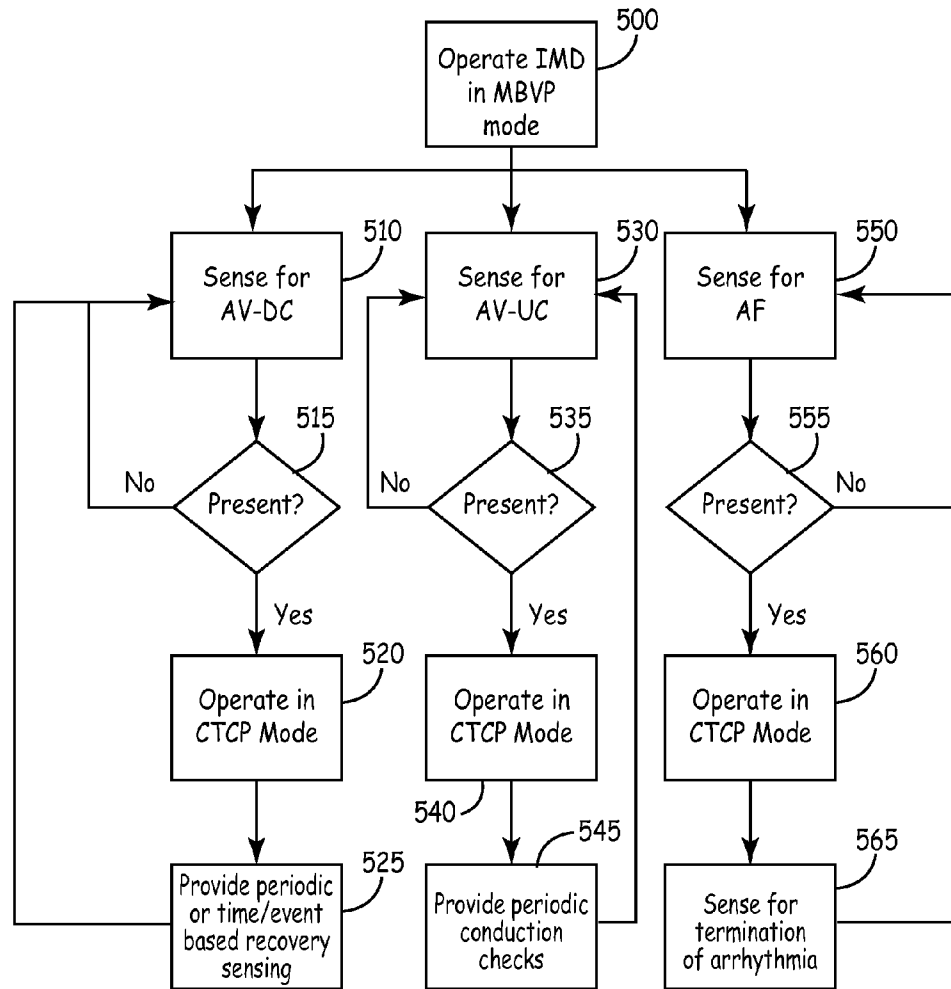 500
Operate IMD
in MBVP
mode
510
Sense for
AV-DC
530
Sense for
AV-UC
550
Sense for
AF
515
Present?
No
Yes
535
Present?
No
Yes
555
Present?
No
Yes
520
Operate in
CTCP Mode
540
Operate in
CTCP Mode
560
Operate in
CTCP Mode
525
Provide periodic
or time/event
based recovery
sensing
545
Provide periodic
conduction
checks
565
Sense for
termination
of arrhythmia